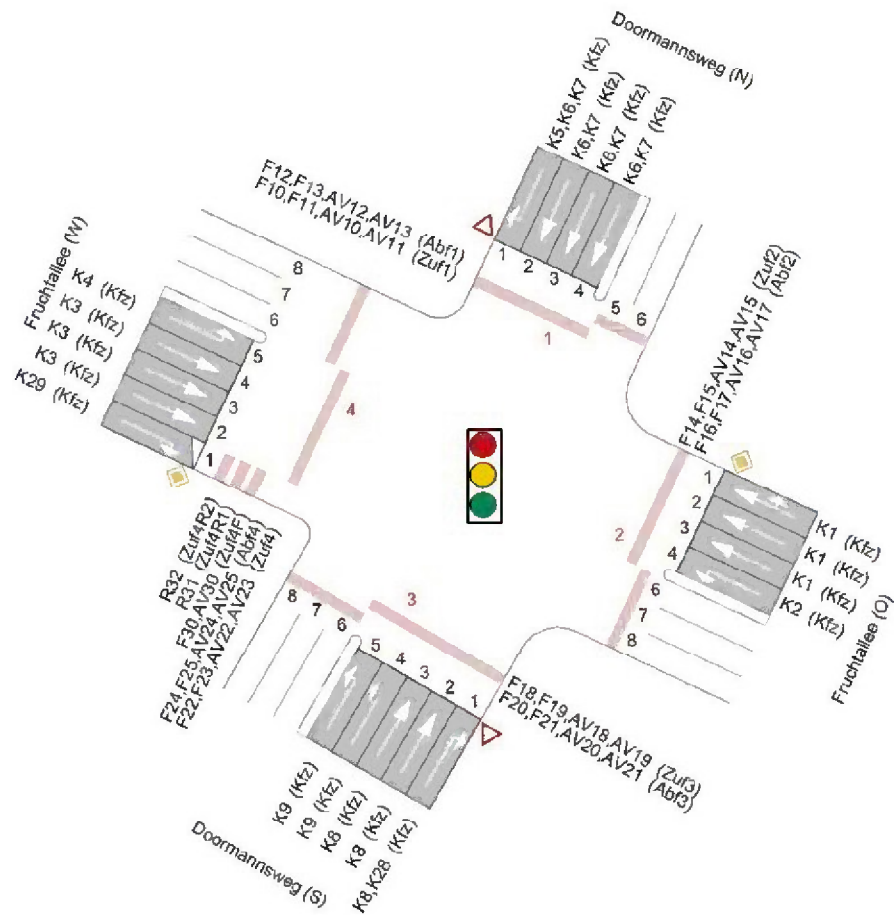 Doormannsweg (N)
K5,K6,K7 (Kfz)
K6,K7 (Kfz)
K6,K7 (Kfz)
K6,K7 (Kfz)
1
2
3
4
5
6
1
F12,F13,AV12,AV13 (Abf1)
F10,F11,AV10,AV11 (Zuf1)
Fruchtallee (W)
K4 (Kfz)
K3 (Kfz)
K3 (Kfz)
K3 (Kfz)
K29 (Kfz)
8
7
6
5
4
3
2
1
4
F14,F15,AV14,AV15 (Zuf2)
F16,F17,AV16,AV17 (Abf2)
1
2
3
4
6
7
8
2
K1 (Kfz)
K1 (Kfz)
K1 (Kfz)
K2 (Kfz)
Fruchtallee (O)
R32 (Zuf4R2)
R31 (Zuf4R1)
F30,AV30 (Zuf4F)
F24,F25,AV24,AV25 (Abf4)
F22,F23,AV22,AV23 (Zuf4)
8
7
6
5
4
3
2
1
3
F18,F19,AV18,AV19 (Zuf3)
F20,F21,AV20,AV21 (Abf3)
K9 (Kfz)
K9 (Kfz)
K8 (Kfz)
K8 (Kfz)
K8,K28 (Kfz)
Doormannsweg (S)